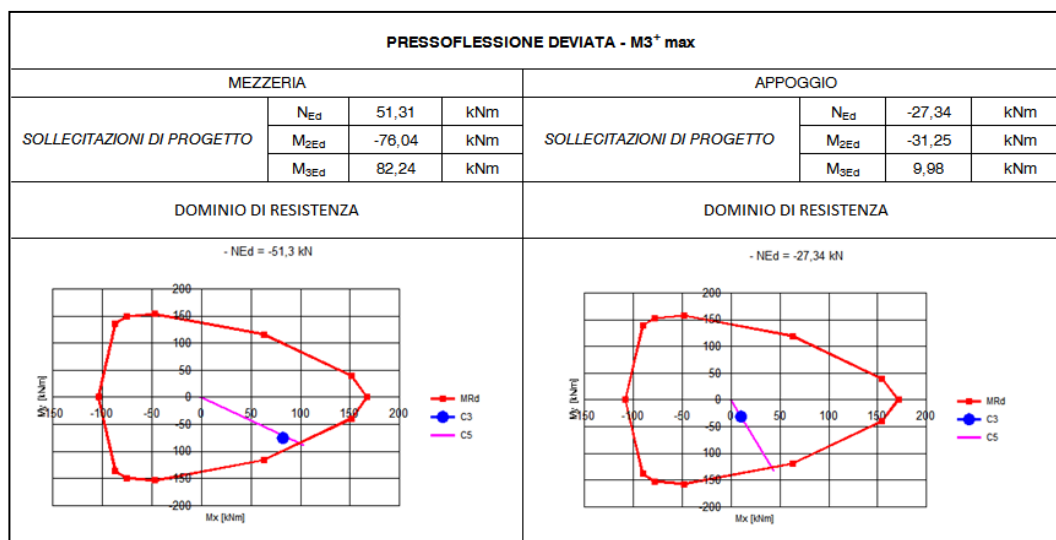 PRESSOFLESSIONE DEVIATA - M3+ max
MEZZERIA
APPOGGIO
SOLLECITAZIONI DI PROGETTO
NEd 51,31 kNm
M2Ed -76,04 kNm
M3Ed 82,24 kNm
SOLLECITAZIONI DI PROGETTO
NEd -27,34 kNm
M2Ed -31,25 kNm
M3Ed 9,98 kNm
DOMINIO DI RESISTENZA
DOMINIO DI RESISTENZA
- NEd = -51,3 kN
200
150
100
50
0
-150 -100 -50 0 50 100 150 200
-50
-100
-150
-200
Mx [kNm]
MRd
C3
C5
- NEd = -27,34 kN
200
150
100
50
0
-150 -100 -50 0 50 100 150 200
-50
-100
-150
-200
Mx [kNm]
MRd
C3
C5